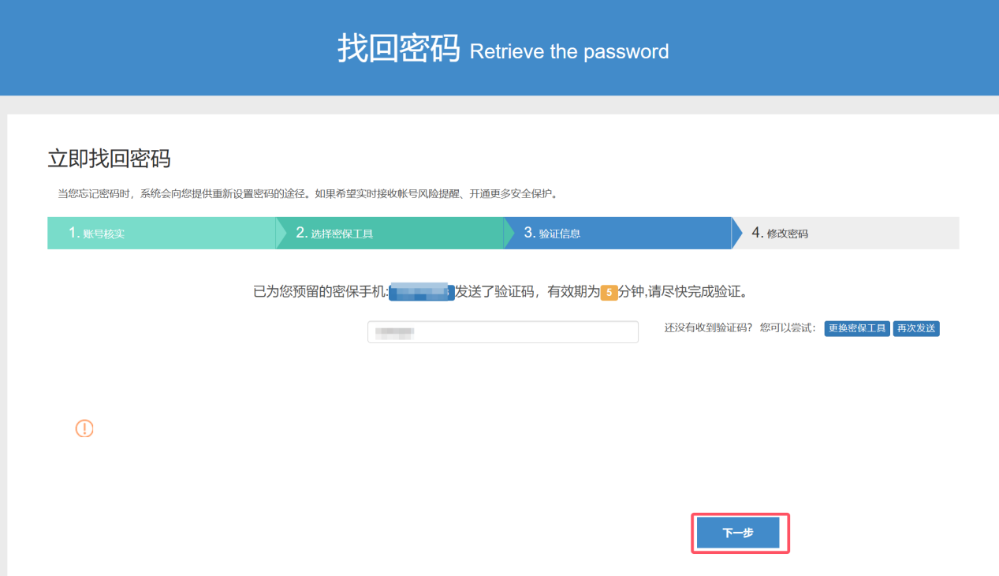 找回密码 Retrieve the password
立即找回密码
当您忘记密码时，系统会向您提供重新设置密码的途径。如果希望实时接收帐号风险提醒、开通更多安全保护。
1. 账号核实 2. 选择密保工具 3. 验证信息 4. 修改密码
已为您预留的密保手机:发送了验证码，有效期为5分钟,请尽快完成验证。
还没有收到验证码？ 您可以尝试： 更换密保工具 再次发送
下一步